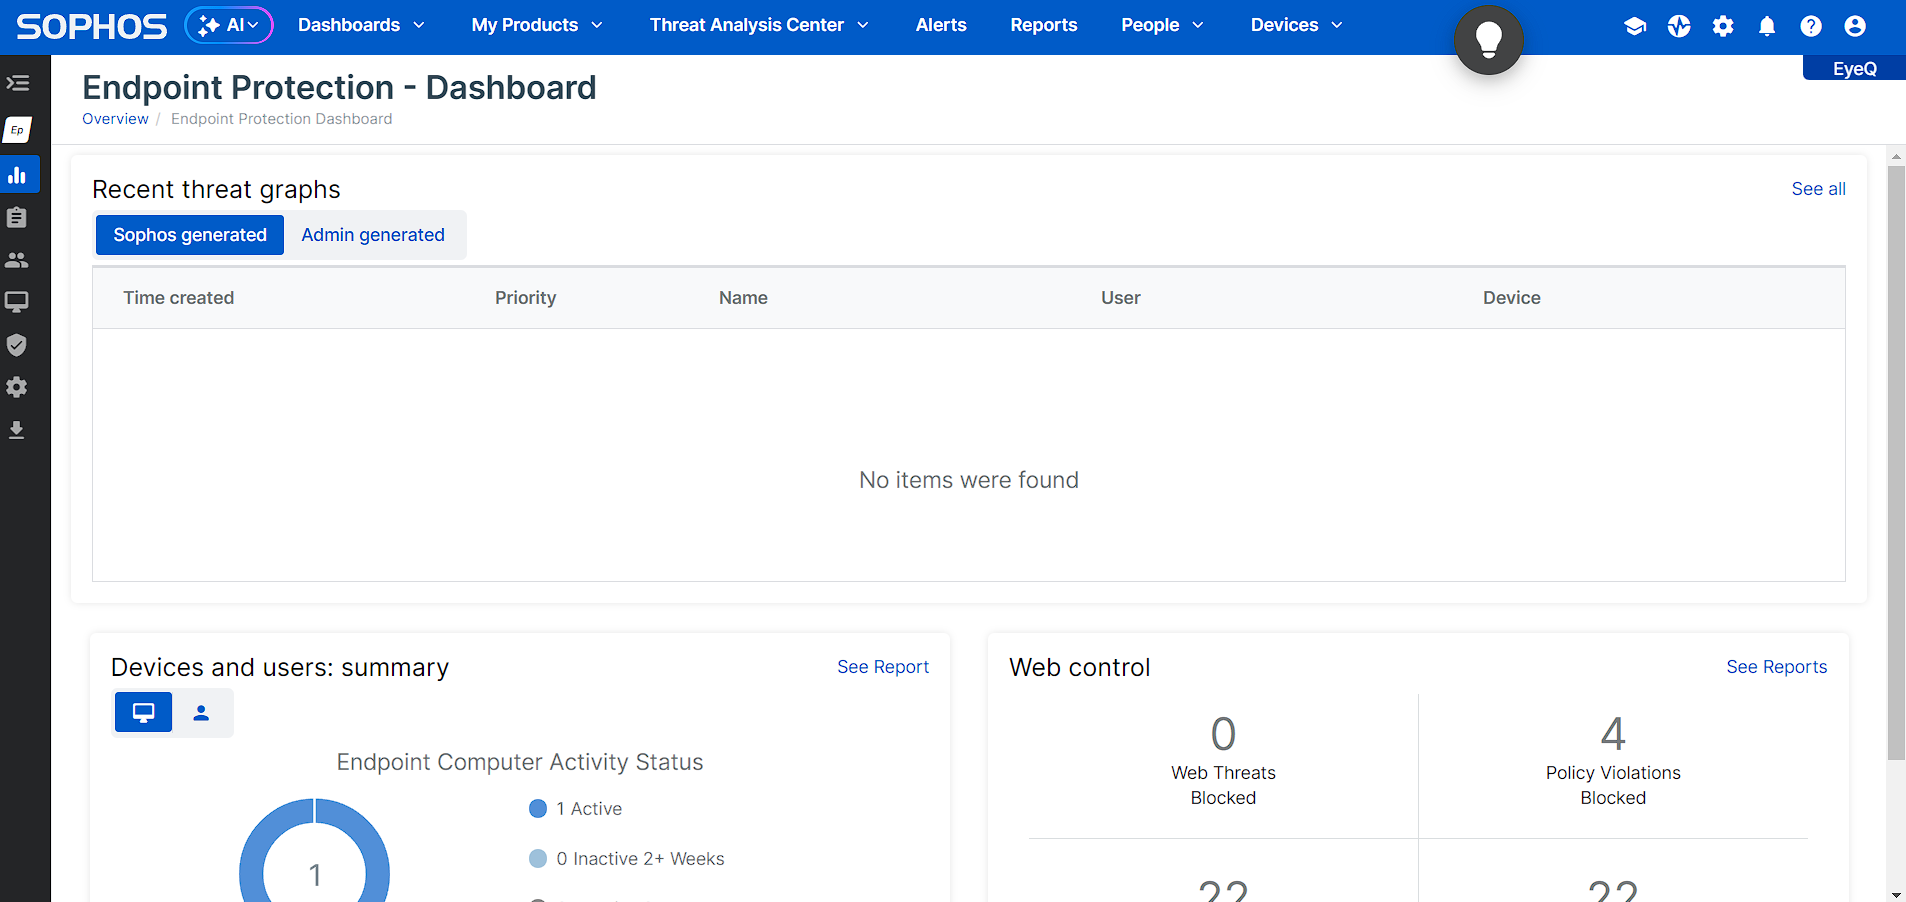 SOPHOS
AI
Dashboards
My Products
Threat Analysis Center
Alerts
Reports
People
Devices
EyeQ
Ep
Endpoint Protection - Dashboard
Overview / Endpoint Protection Dashboard
Recent threat graphs
See all
Sophos generated
Admin generated
Time created
Priority
Name
User
Device
No items were found
Devices and users: summary
See Report
Endpoint Computer Activity Status
1 Active
0 Inactive 2+ Weeks
1
Web control
See Reports
0
Web Threats
Blocked
4
Policy Violations
Blocked
22
22